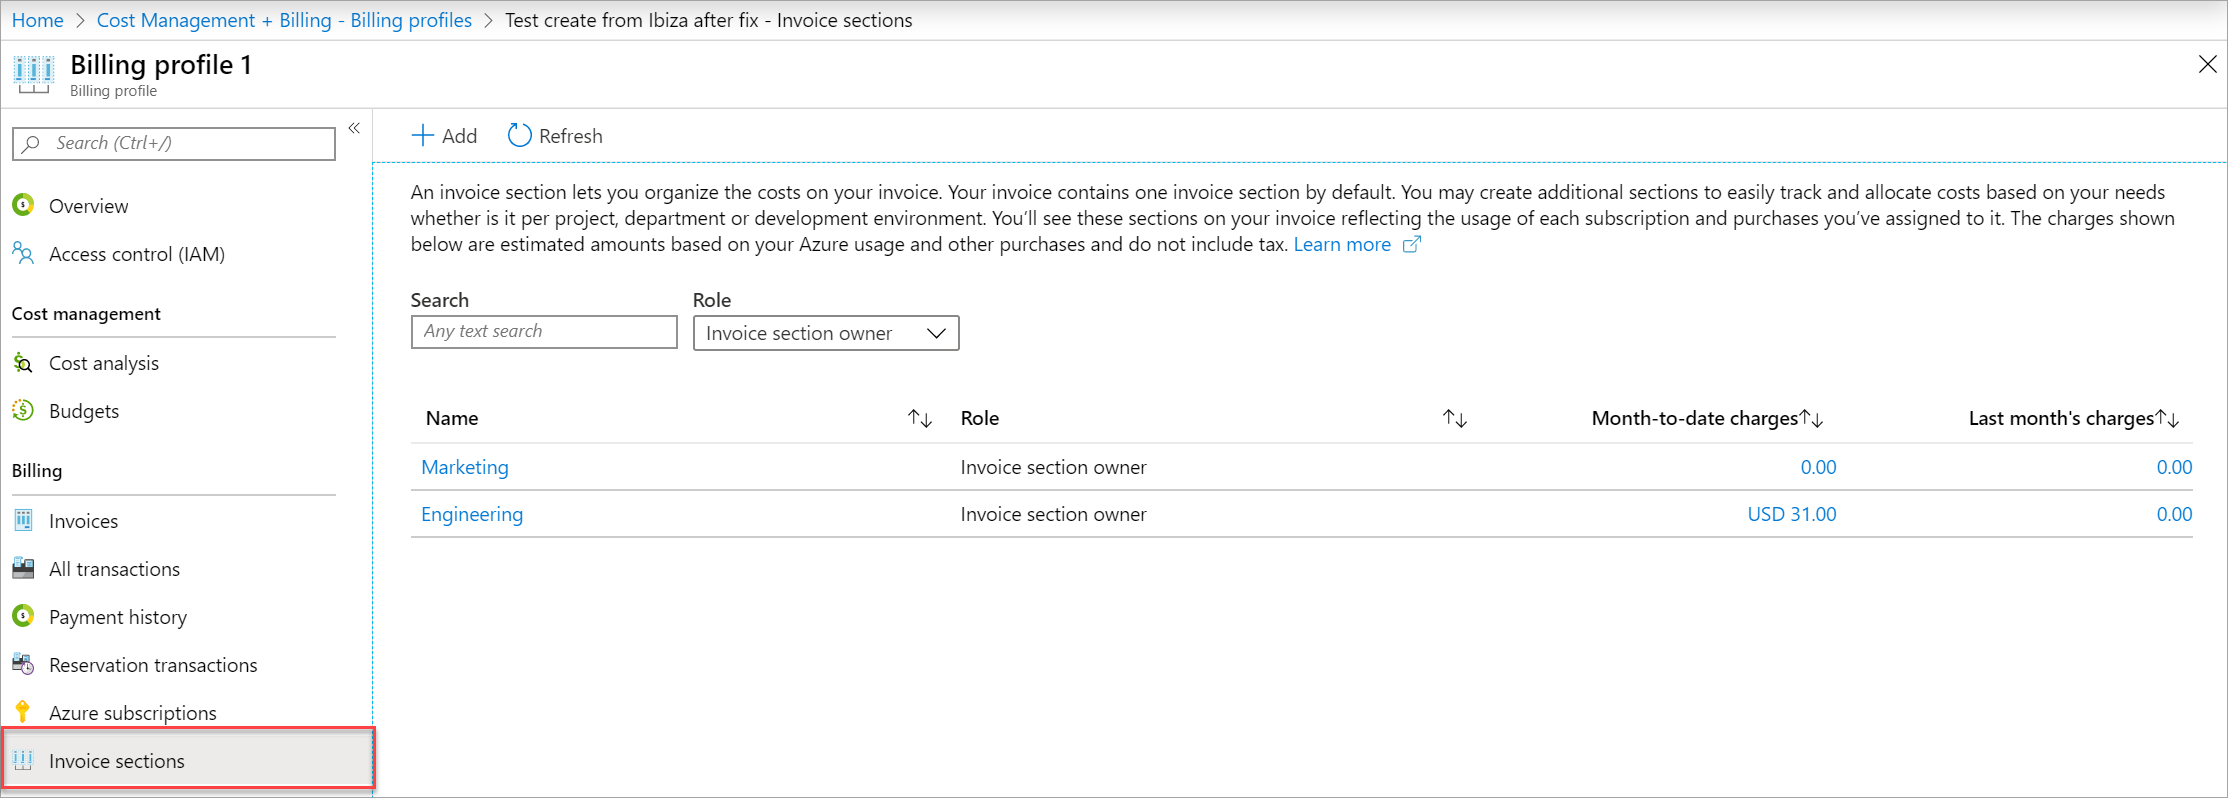 Home > Cost Management + Billing - Billing profiles > Test create from Ibiza after fix - Invoice sections
Billing profile 1
Billing profile
Search (Ctrl+/)
Overview
Access control (IAM)
Cost management
Cost analysis
Budgets
Billing
Invoices
All transactions
Payment history
Reservation transactions
Azure subscriptions
Invoice sections
Add Refresh
An invoice section lets you organize the costs on your invoice. Your invoice contains one invoice section by default. You may create additional sections to easily track and allocate costs based on your needs
whether is it per project, department or development environment. You’ll see these sections on your invoice reflecting the usage of each subscription and purchases you’ve assigned to it. The charges shown
below are estimated amounts based on your Azure usage and other purchases and do not include tax. Learn more
Search Role
Any text search Invoice section owner
Name Role Month-to-date charges Last month's charges
Marketing Invoice section owner 0.00 0.00
Engineering Invoice section owner USD 31.00 0.00